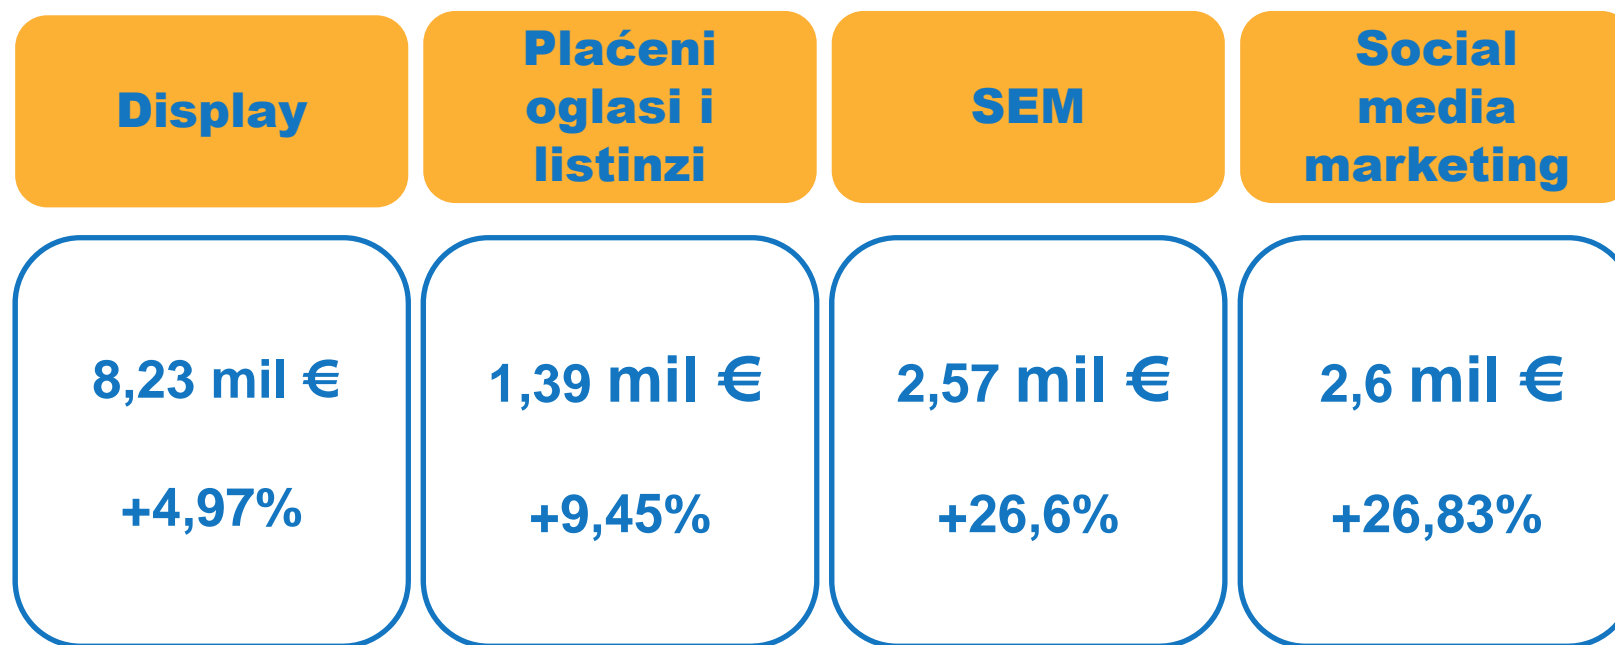 Display
Plaćeni
oglasi i
listinzi
SEM
Social
media
marketing
8,23 mil €
+4,97%
1,39 mil €
+9,45%
2,57 mil €
+26,6%
2,6 mil €
+26,83%